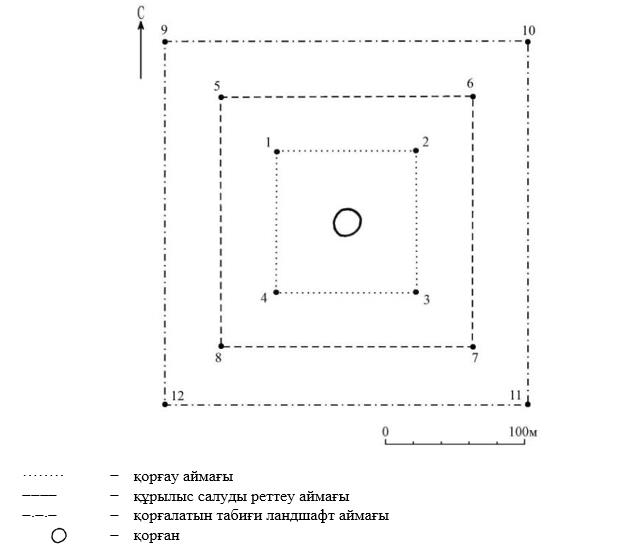 С
9
10
5
6
1
2
4
3
8
7
12
11
0
100м
– қорғау аймағы
– құрылыс салуды реттеу аймағы
– қорғалатын табиғи ландшафт аймағы
– қорған